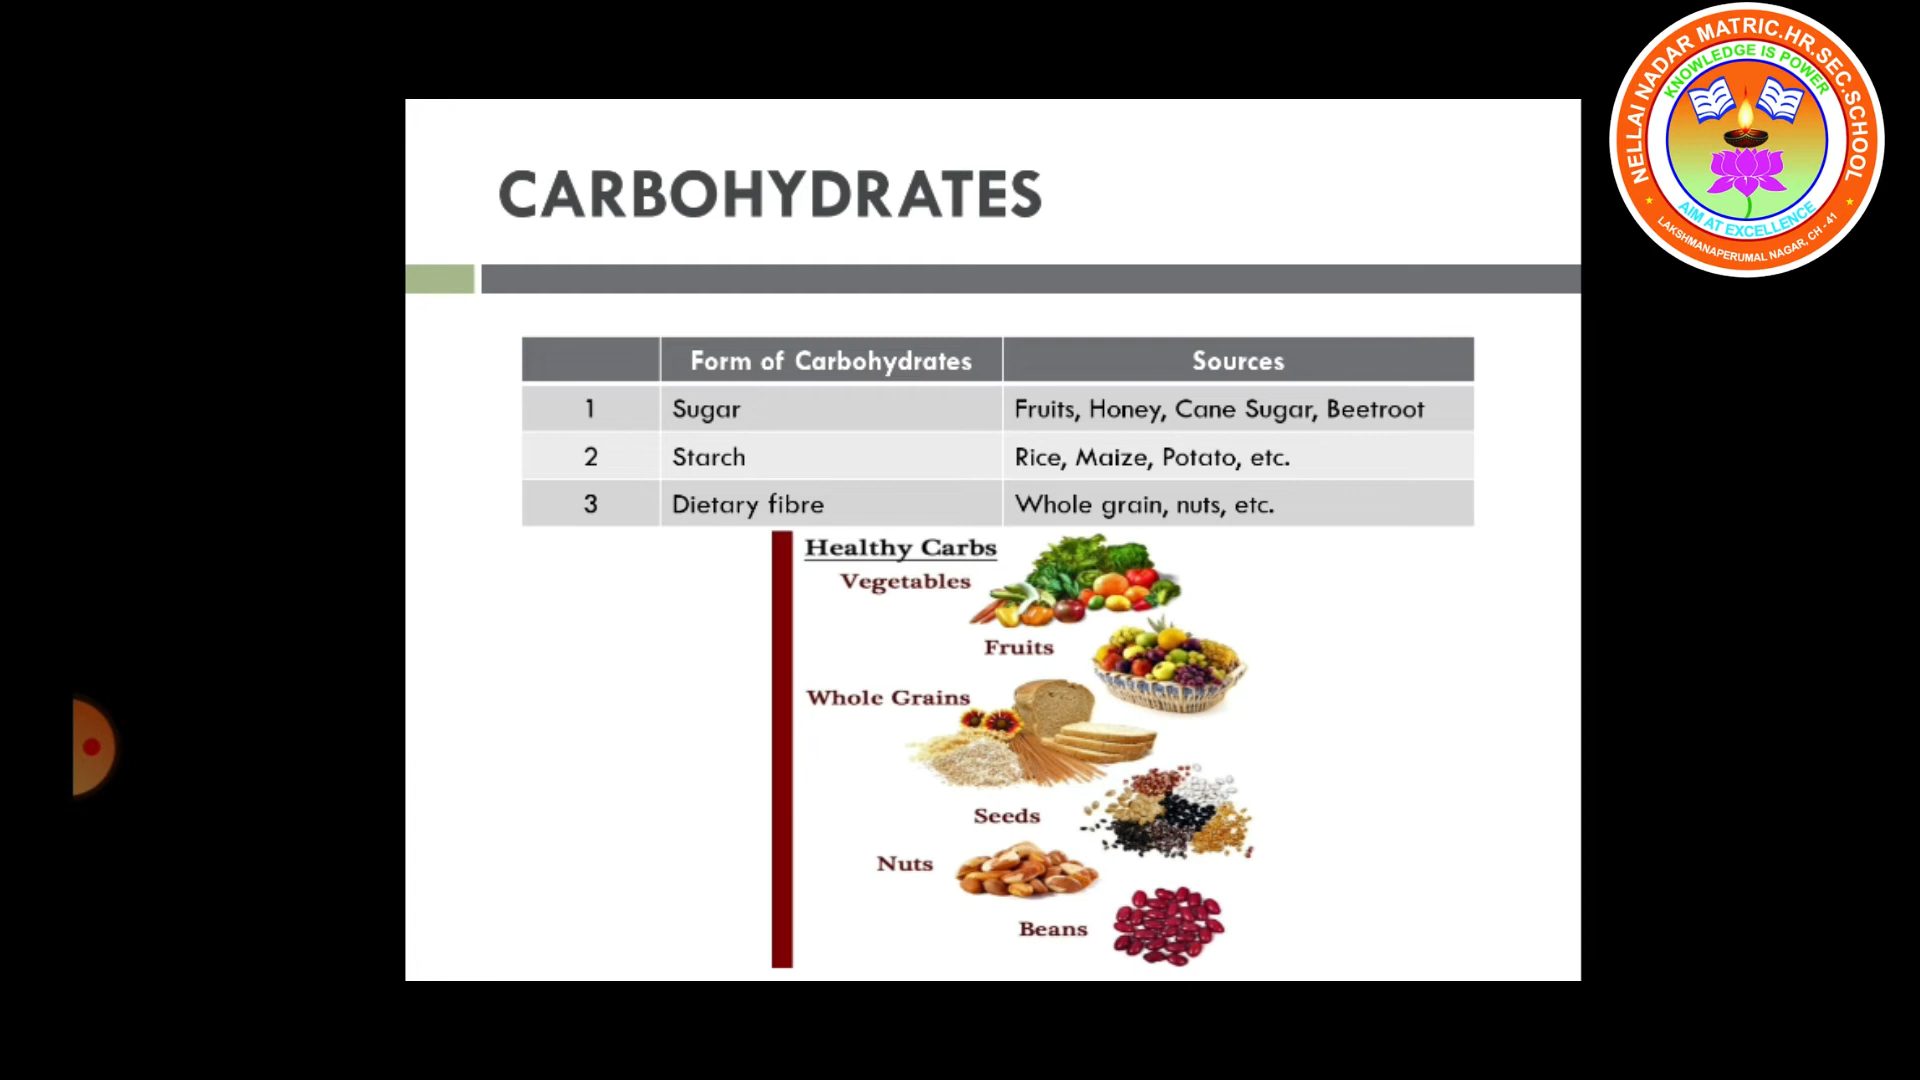 CARBOHYDRATES
Form of Carbohydrates Sources
1 Sugar Fruits, Honey, Cane Sugar, Beetroot
2 Starch Rice, Maize, Potato, etc.
3 Dietary fibre Whole grain, nuts, etc.
Healthy Carbs
Vegetables
Fruits
Whole Grains
Seeds
Nuts
Beans
NELLAI NADAR MATRIC.HR.SEC.SCHOOL
KNOWLEDGE IS POWER
AIM AT EXCELLENCE
LAKSHMANAPERUMAL NAGAR, CH - 41